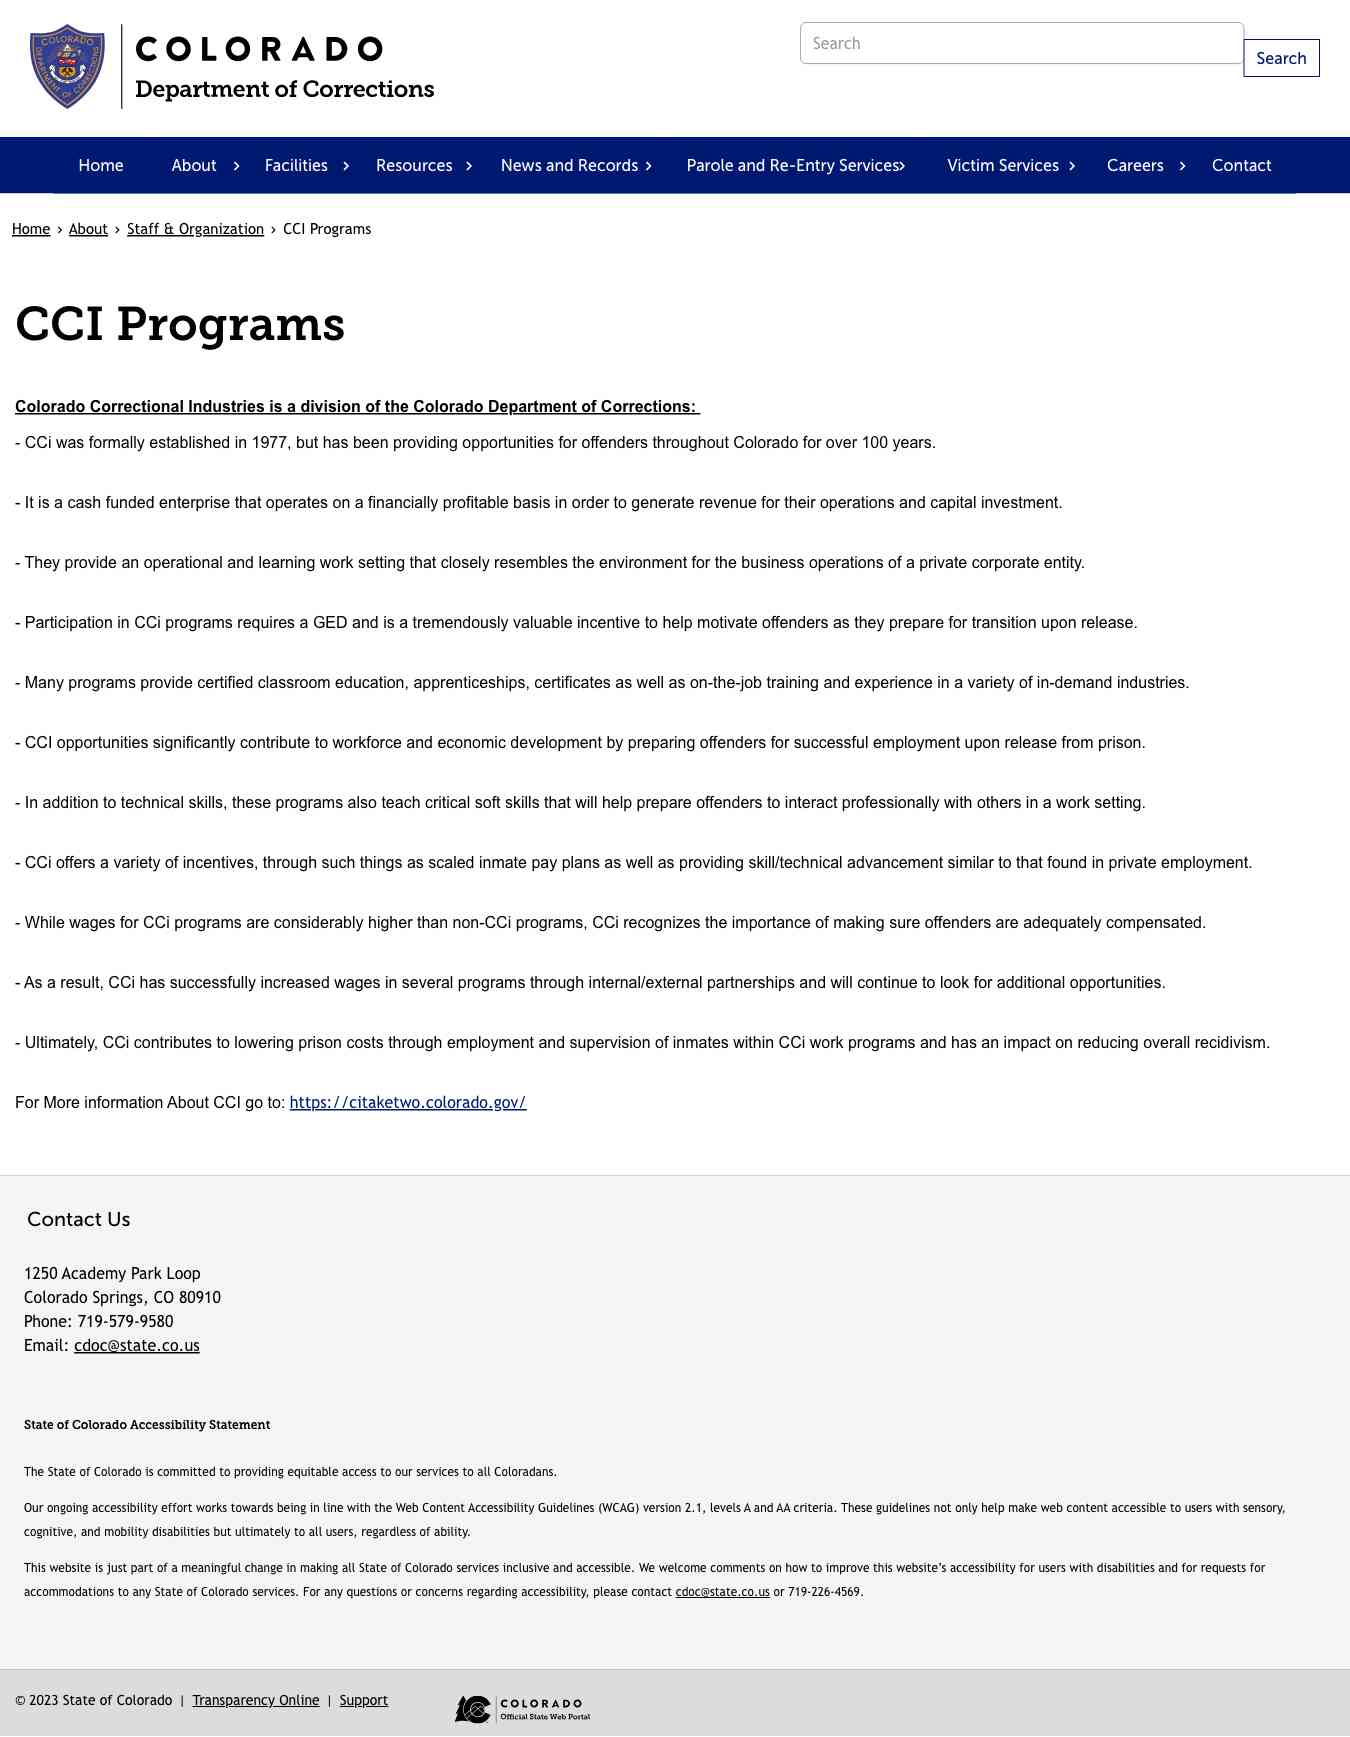 COLORADO
Department of Corrections
Search
Search
Home About Facilities Resources News and Records Parole and Re-Entry Services Victim Services Careers Contact
Home › About › Staff & Organization › CCI Programs
CCI Programs
Colorado Correctional Industries is a division of the Colorado Department of Corrections:
- CCi was formally established in 1977, but has been providing opportunities for offenders throughout Colorado for over 100 years.
- It is a cash funded enterprise that operates on a financially profitable basis in order to generate revenue for their operations and capital investment.
- They provide an operational and learning work setting that closely resembles the environment for the business operations of a private corporate entity.
- Participation in CCi programs requires a GED and is a tremendously valuable incentive to help motivate offenders as they prepare for transition upon release.
- Many programs provide certified classroom education, apprenticeships, certificates as well as on-the-job training and experience in a variety of in-demand industries.
- CCI opportunities significantly contribute to workforce and economic development by preparing offenders for successful employment upon release from prison.
- In addition to technical skills, these programs also teach critical soft skills that will help prepare offenders to interact professionally with others in a work setting.
- CCi offers a variety of incentives, through such things as scaled inmate pay plans as well as providing skill/technical advancement similar to that found in private employment.
- While wages for CCi programs are considerably higher than non-CCi programs, CCi recognizes the importance of making sure offenders are adequately compensated.
- As a result, CCi has successfully increased wages in several programs through internal/external partnerships and will continue to look for additional opportunities.
- Ultimately, CCi contributes to lowering prison costs through employment and supervision of inmates within CCi work programs and has an impact on reducing overall recidivism.
For More information About CCI go to: https://citaketwo.colorado.gov/
Contact Us
1250 Academy Park Loop
Colorado Springs, CO 80910
Phone: 719-579-9580
Email: cdoc@state.co.us
State of Colorado Accessibility Statement
The State of Colorado is committed to providing equitable access to our services to all Coloradans.
Our ongoing accessibility effort works towards being in line with the Web Content Accessibility Guidelines (WCAG) version 2.1, levels A and AA criteria. These guidelines not only help make web content accessible to users with sensory,
cognitive, and mobility disabilities but ultimately to all users, regardless of ability.
This website is just part of a meaningful change in making all State of Colorado services inclusive and accessible. We welcome comments on how to improve this website's accessibility for users with disabilities and for requests for
accommodations to any State of Colorado services. For any questions or concerns regarding accessibility, please contact cdoc@state.co.us or 719-226-4569.
© 2023 State of Colorado | Transparency Online | Support
COLORADO
Official State Web Portal